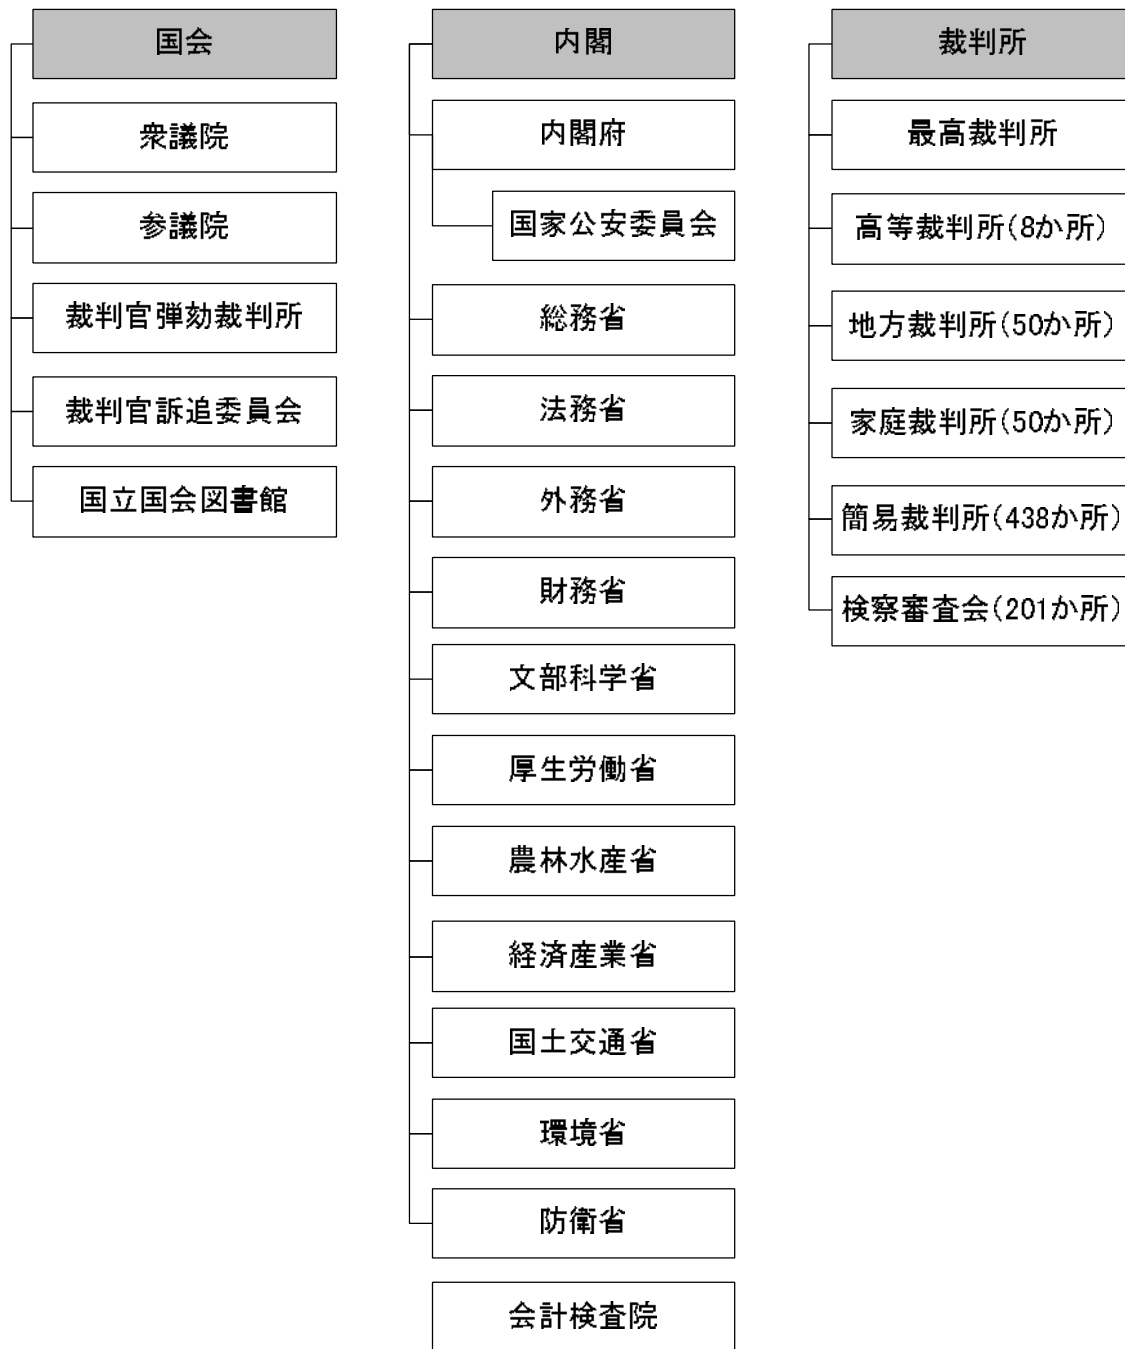 国会
衆議院
参議院
裁判官弾劾裁判所
裁判官訴追委員会
国立国会図書館
内閣
内閣府
国家公安委員会
総務省
法務省
外務省
財務省
文部科学省
厚生労働省
農林水産省
経済産業省
国土交通省
環境省
防衛省
会計検査院
裁判所
最高裁判所
高等裁判所(8か所)
地方裁判所(50か所)
家庭裁判所(50か所)
簡易裁判所(438か所)
検察審査会(201か所)